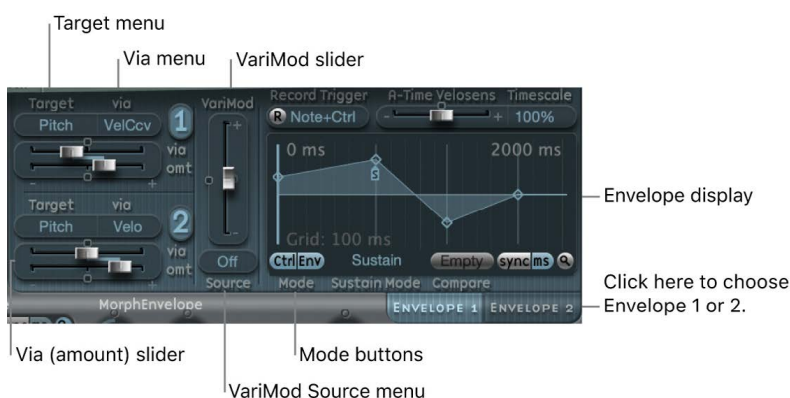 Target menu
Via menu
VariMod slider
Target via
VariMod
Record Trigger
A-Time Velosens
Timescale
Pitch VelCcv
1
R Note+Ctrl
- +
100%
via
amt
- +
0 ms
2000 ms
S
Envelope display
Target via
Pitch Velo
2
via
amt
- +
+
-
Off
Source
Grid: 100 ms
Ctrl Env
Sustain
Empty
sync ms
Mode
Sustain Mode
Compare
Click here to choose
Envelope 1 or 2.
MorphEnvelope
ENVELOPE 1
ENVELOPE 2
Via (amount) slider
Mode buttons
VariMod Source menu